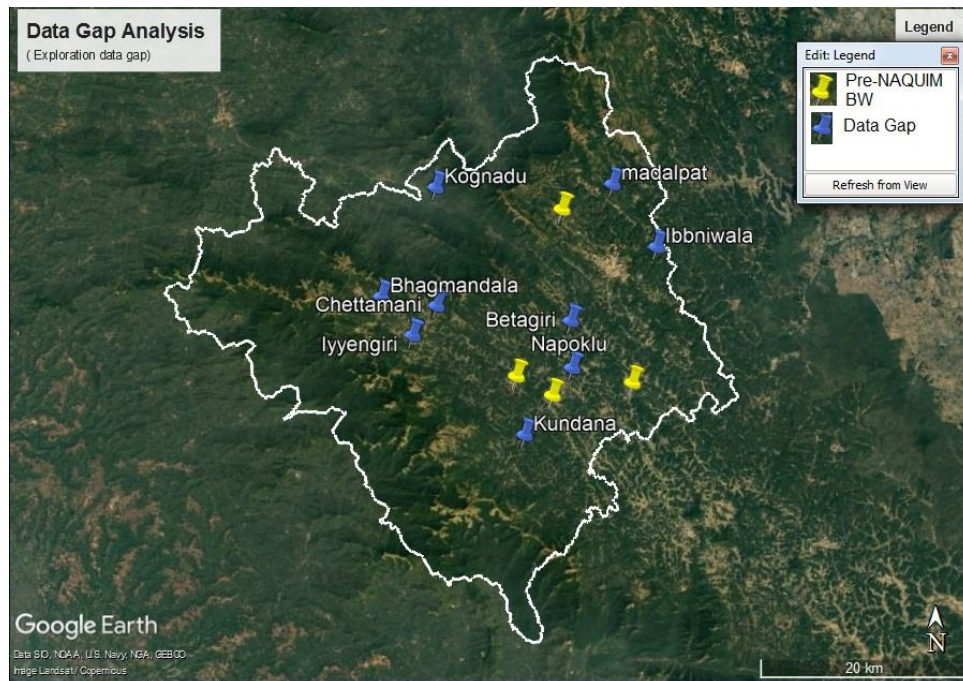 Data Gap Analysis
( Exploration data gap)
Legend
Edit: Legend
Pre-NAQUIM
BW
Data Gap
Refresh from View
Kognadu
madalpat
Ibbniwala
Bhagmandala
Chettamani
Betagiri
Iyyengiri
Napoklu
Kundana
Google Earth
Data SIO, NOAA, U.S. Navy, NGA, GEBCO
Image Landsat / Copernicus
N
20 km